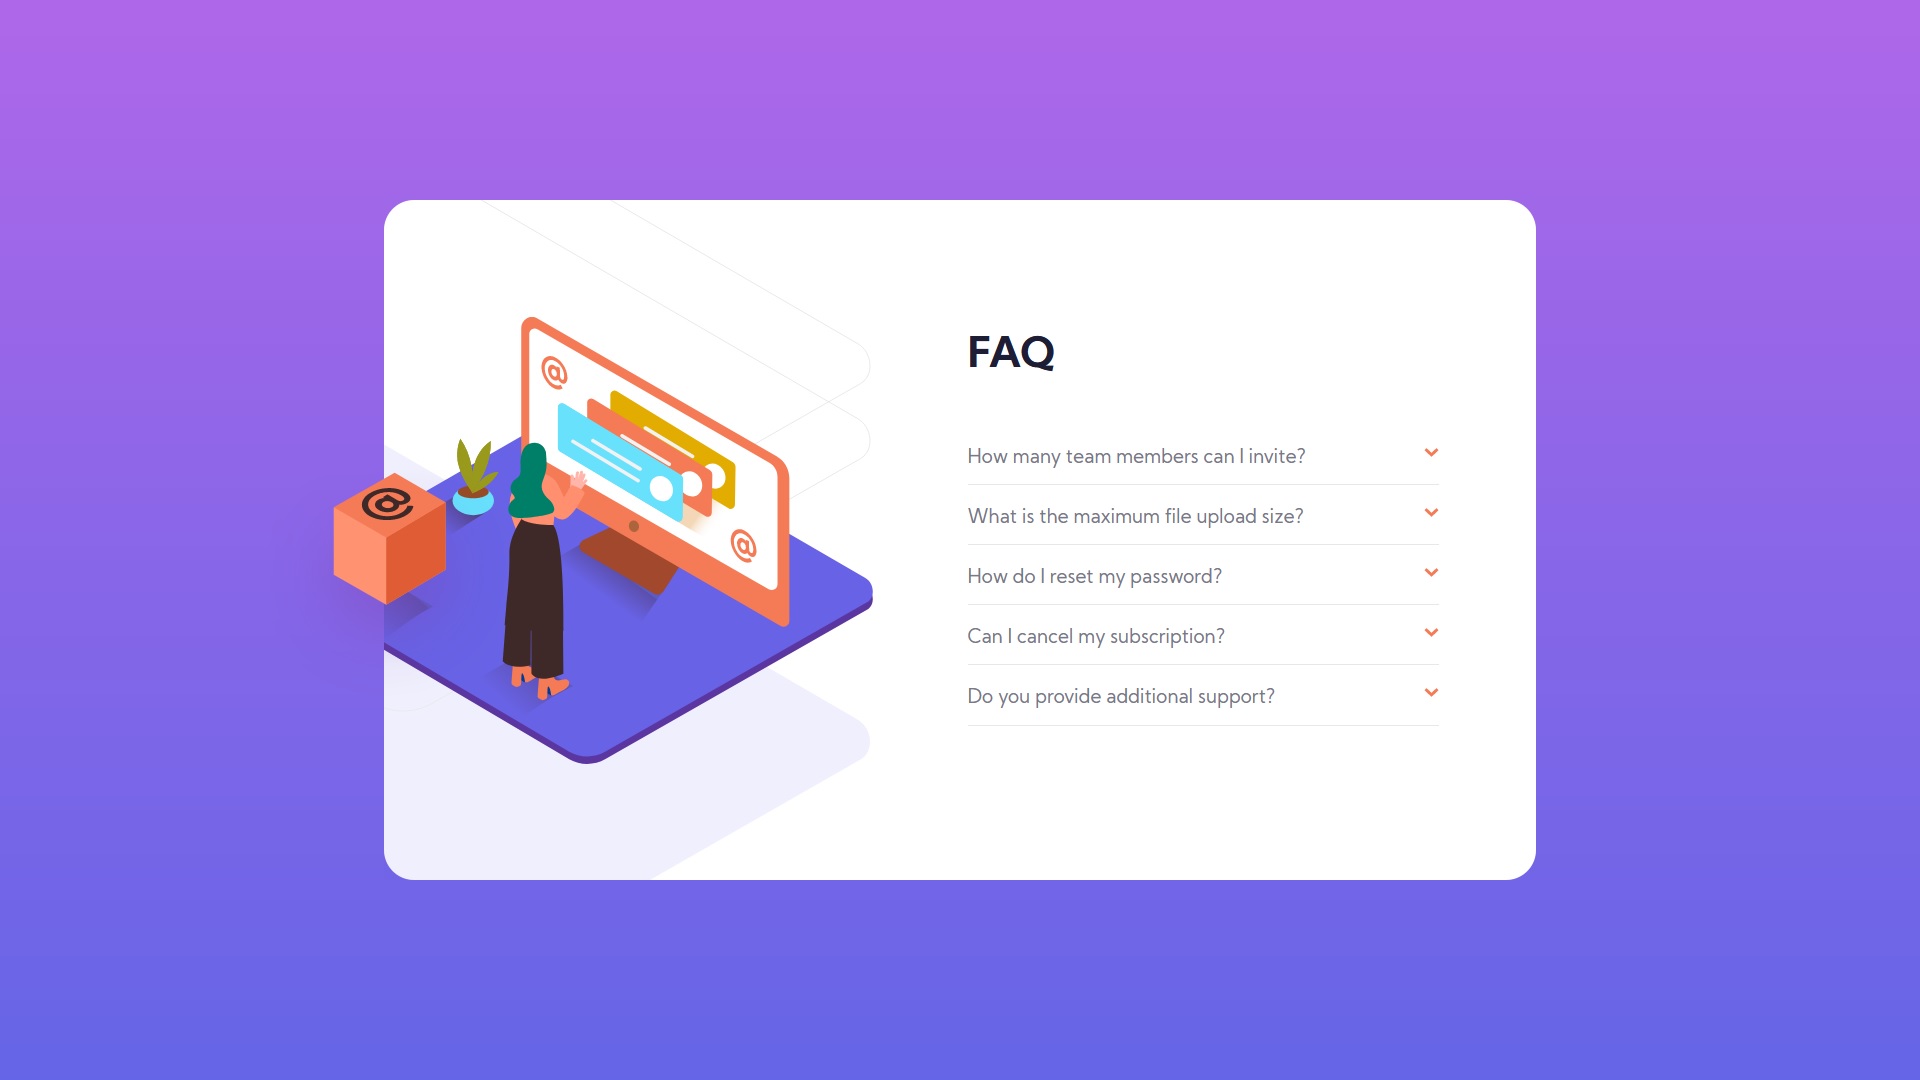 @
@
@
FAQ
How many team members can I invite?
What is the maximum file upload size?
How do I reset my password?
Can I cancel my subscription?
Do you provide additional support?